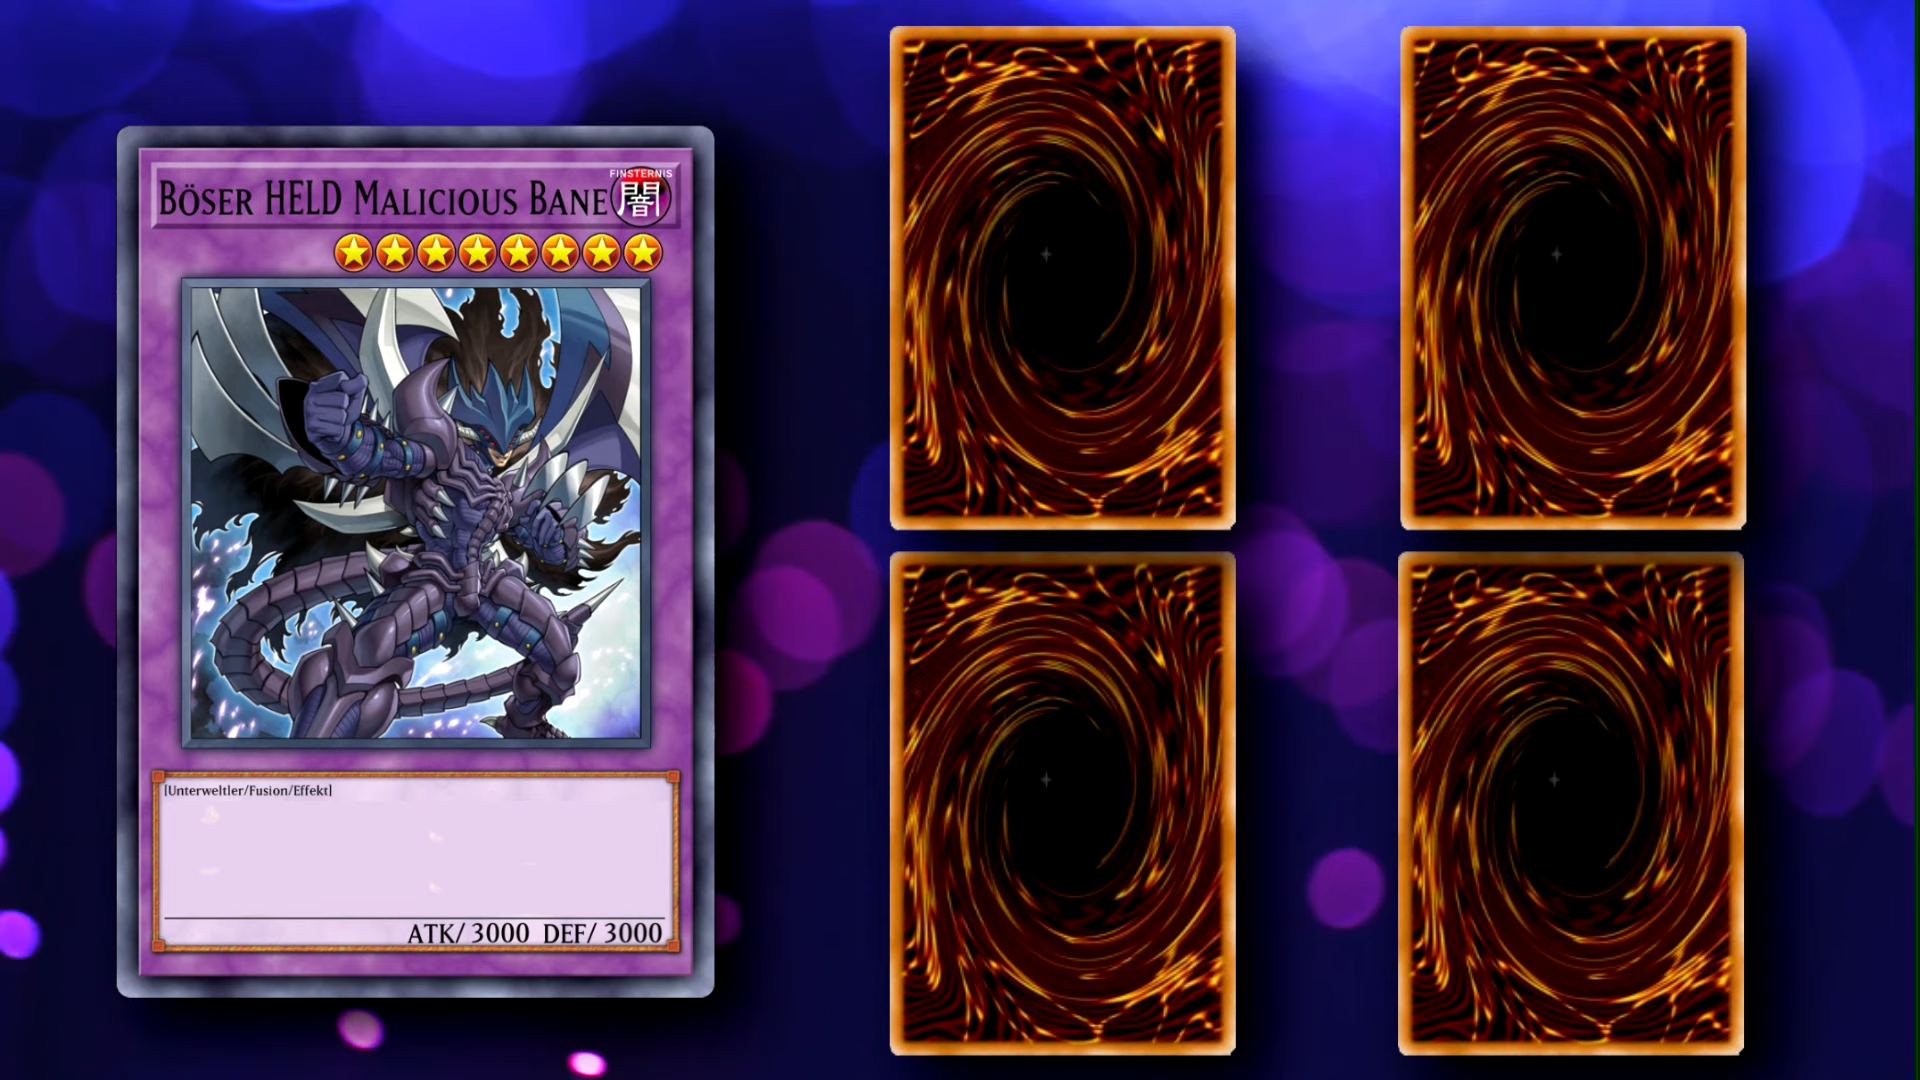 BÖSER HELD MALICIOUS BANE
FINSTERNIS
闇
[Unterweltler/Fusion/Effekt]
ATK/ 3000 DEF/ 3000